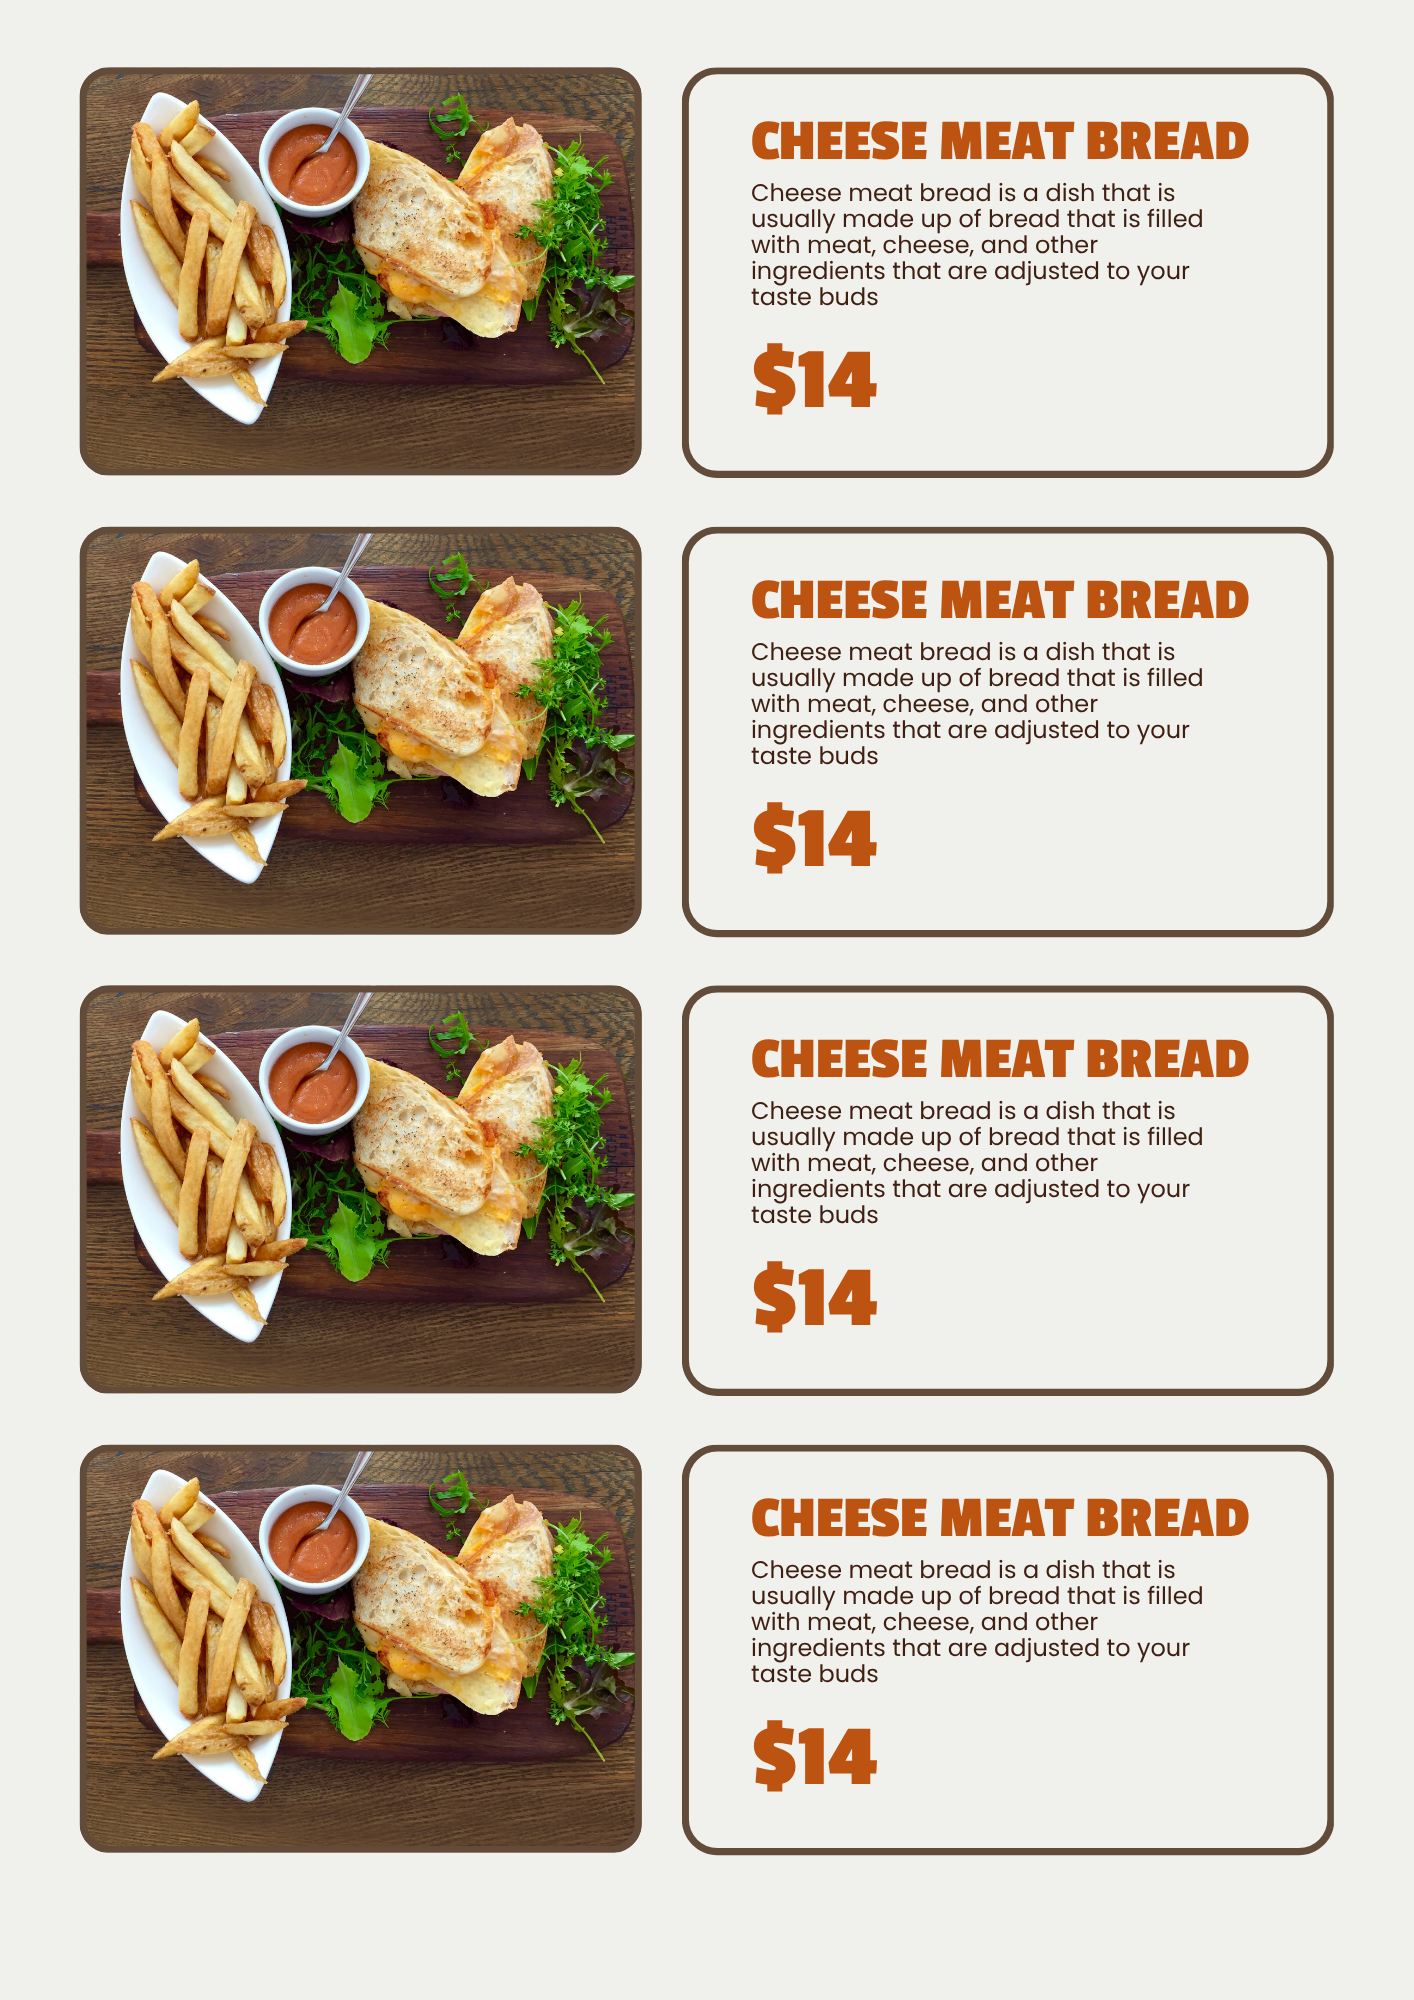 CHEESE MEAT BREAD
Cheese meat bread is a dish that is
usually made up of bread that is filled
with meat, cheese, and other
ingredients that are adjusted to your
taste buds
$14
CHEESE MEAT BREAD
Cheese meat bread is a dish that is
usually made up of bread that is filled
with meat, cheese, and other
ingredients that are adjusted to your
taste buds
$14
CHEESE MEAT BREAD
Cheese meat bread is a dish that is
usually made up of bread that is filled
with meat, cheese, and other
ingredients that are adjusted to your
taste buds
$14
CHEESE MEAT BREAD
Cheese meat bread is a dish that is
usually made up of bread that is filled
with meat, cheese, and other
ingredients that are adjusted to your
taste buds
$14